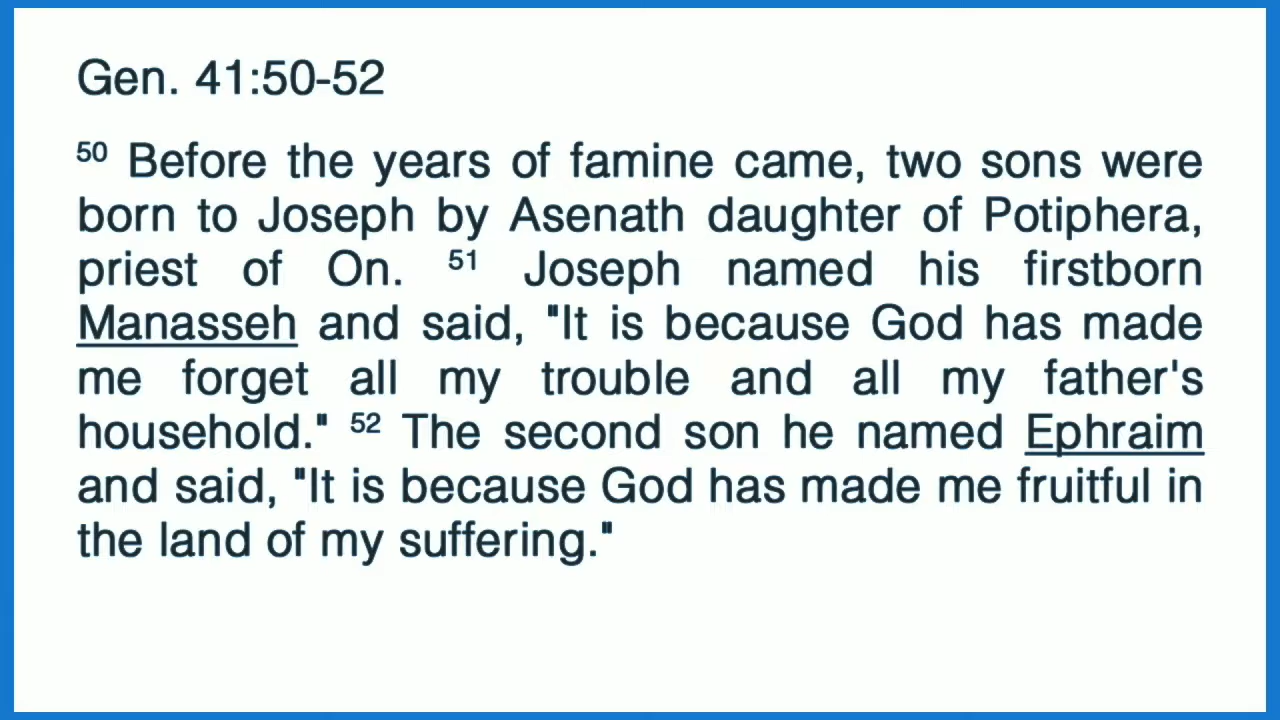 Gen. 41:50-52
50 Before the years of famine came, two sons were
born to Joseph by Asenath daughter of Potiphera,
priest of On. 51 Joseph named his firstborn
Manasseh and said, "It is because God has made
me forget all my trouble and all my father's
household." 52 The second son he named Ephraim
and said, "It is because God has made me fruitful in
the land of my suffering."